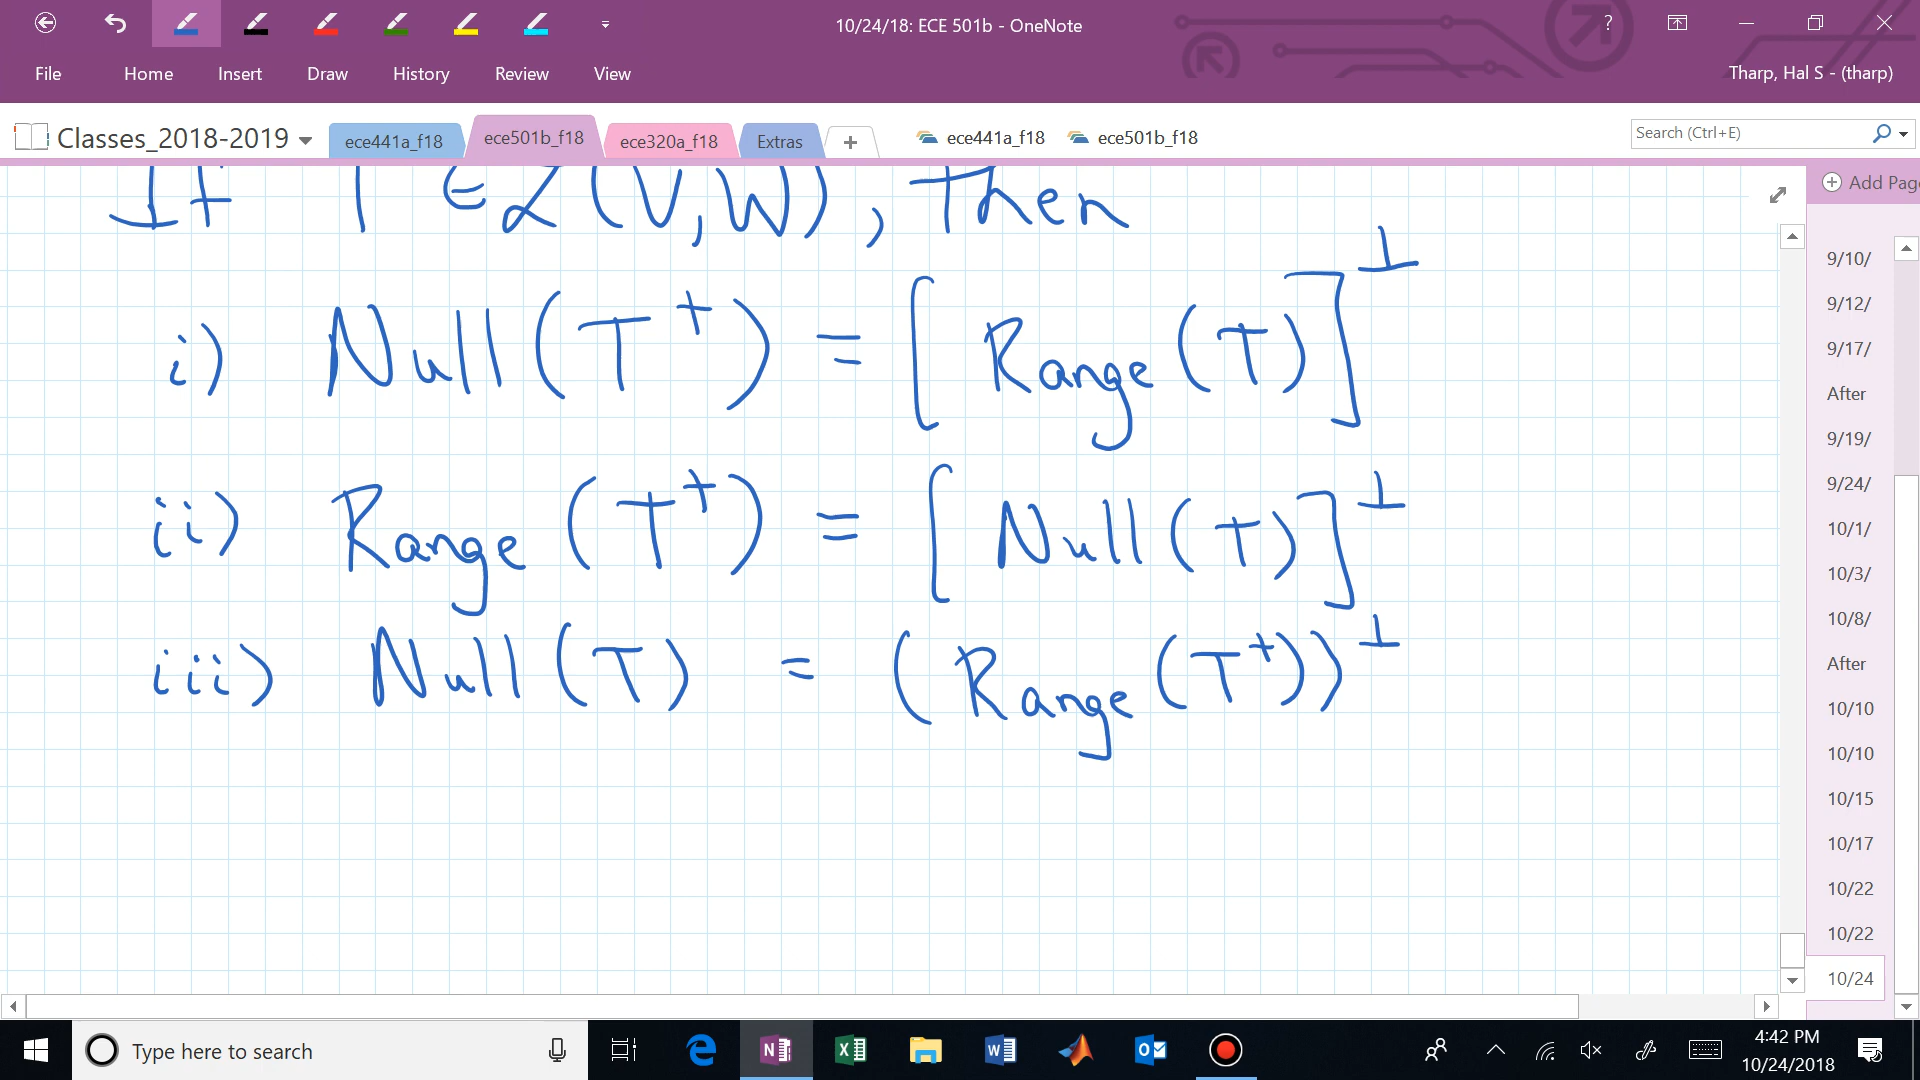 10/24/18: ECE 501b - OneNote
?
File Home Insert Draw History Review View
Tharp, Hal S - (tharp)
Classes_2018-2019
ece441a_f18
ece501b_f18
ece320a_f18
Extras
ece441a_f18
ece501b_f18
Search (Ctrl+E)
If T ∈ ℒ(V,W), Then
i) Null(T⁺) = [Range(T)]^⊥
ii) Range(T⁺) = [Null(T)]^⊥
iii) Null(T) = (Range(T⁺))^⊥
Add Pag
9/10/
9/12/
9/17/
After
9/19/
9/24/
10/1/
10/3/
10/8/
After
10/10
10/10
10/15
10/17
10/22
10/22
10/24
Type here to search
4:42 PM
10/24/2018